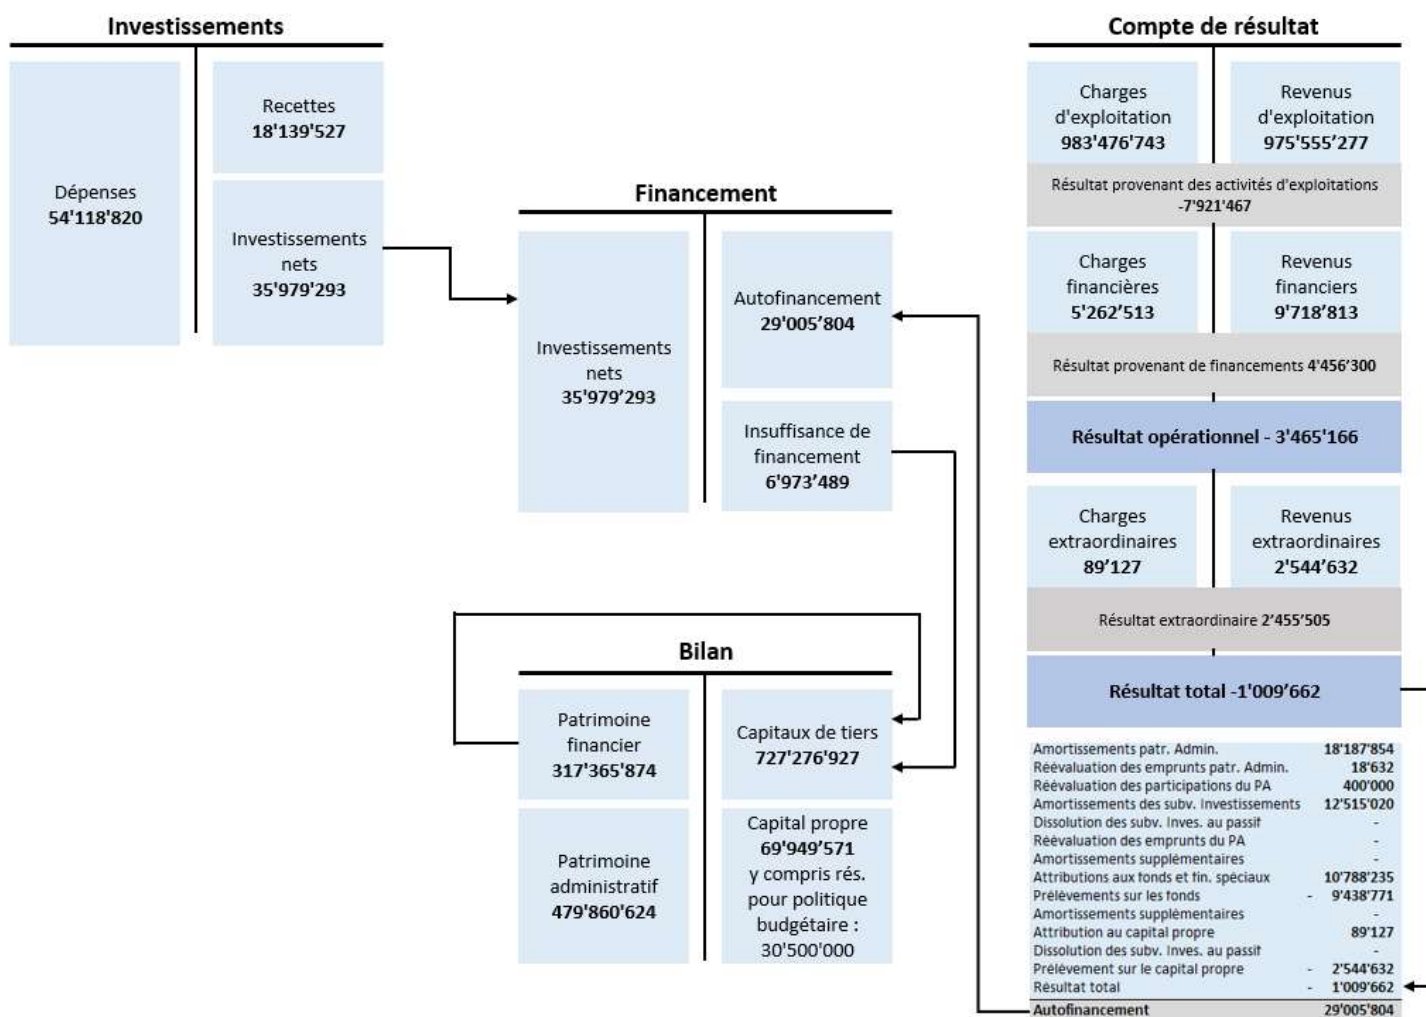 Investissements
Dépenses
54'118'820
Recettes
18'139'527
Investissements
nets
35'979'293
Financement
Investissements
nets
35'979’293
Autofinancement
29'005’804
Insuffisance de
financement
6’973’489
Bilan
Patrimoine
financier
317'365'874
Capitaux de tiers
727'276'927
Patrimoine
administratif
479'860'624
Capital propre
69'949'571
y compris rés.
pour politique
budgétaire :
30'500'000
Compte de résultat
Charges
d'exploitation
983'476'743
Revenus
d'exploitation
975'555’277
Résultat provenant des activités d'exploitations
-7'921'467
Charges
financières
5'262’513
Revenus
financiers
9'718’813
Résultat provenant de financements 4'456’300
Résultat opérationnel - 3'465'166
Charges
extraordinaires
89’127
Revenus
extraordinaires
2'544’632
Résultat extraordinaire 2’455’505
Résultat total -1'009’662
Amortissements patr. Admin. 18'187'854
Réévaluation des emprunts patr. Admin. 18'632
Réévaluation des participations du PA 400'000
Amortissements des subv. Investissements 12'515'020
Dissolution des subv. Inves. au passif -
Réévaluation des emprunts du PA -
Amortissements supplémentaires -
Attributions aux fonds et fin. spéciaux 10'788'235
Prélèvements sur les fonds - 9'438'771
Amortissements supplémentaires -
Attribution au capital propre 89'127
Dissolution des subv. Inves. au passif -
Prélèvement sur le capital propre - 2'544'632
Résultat total - 1'009'662
Autofinancement 29'005'804